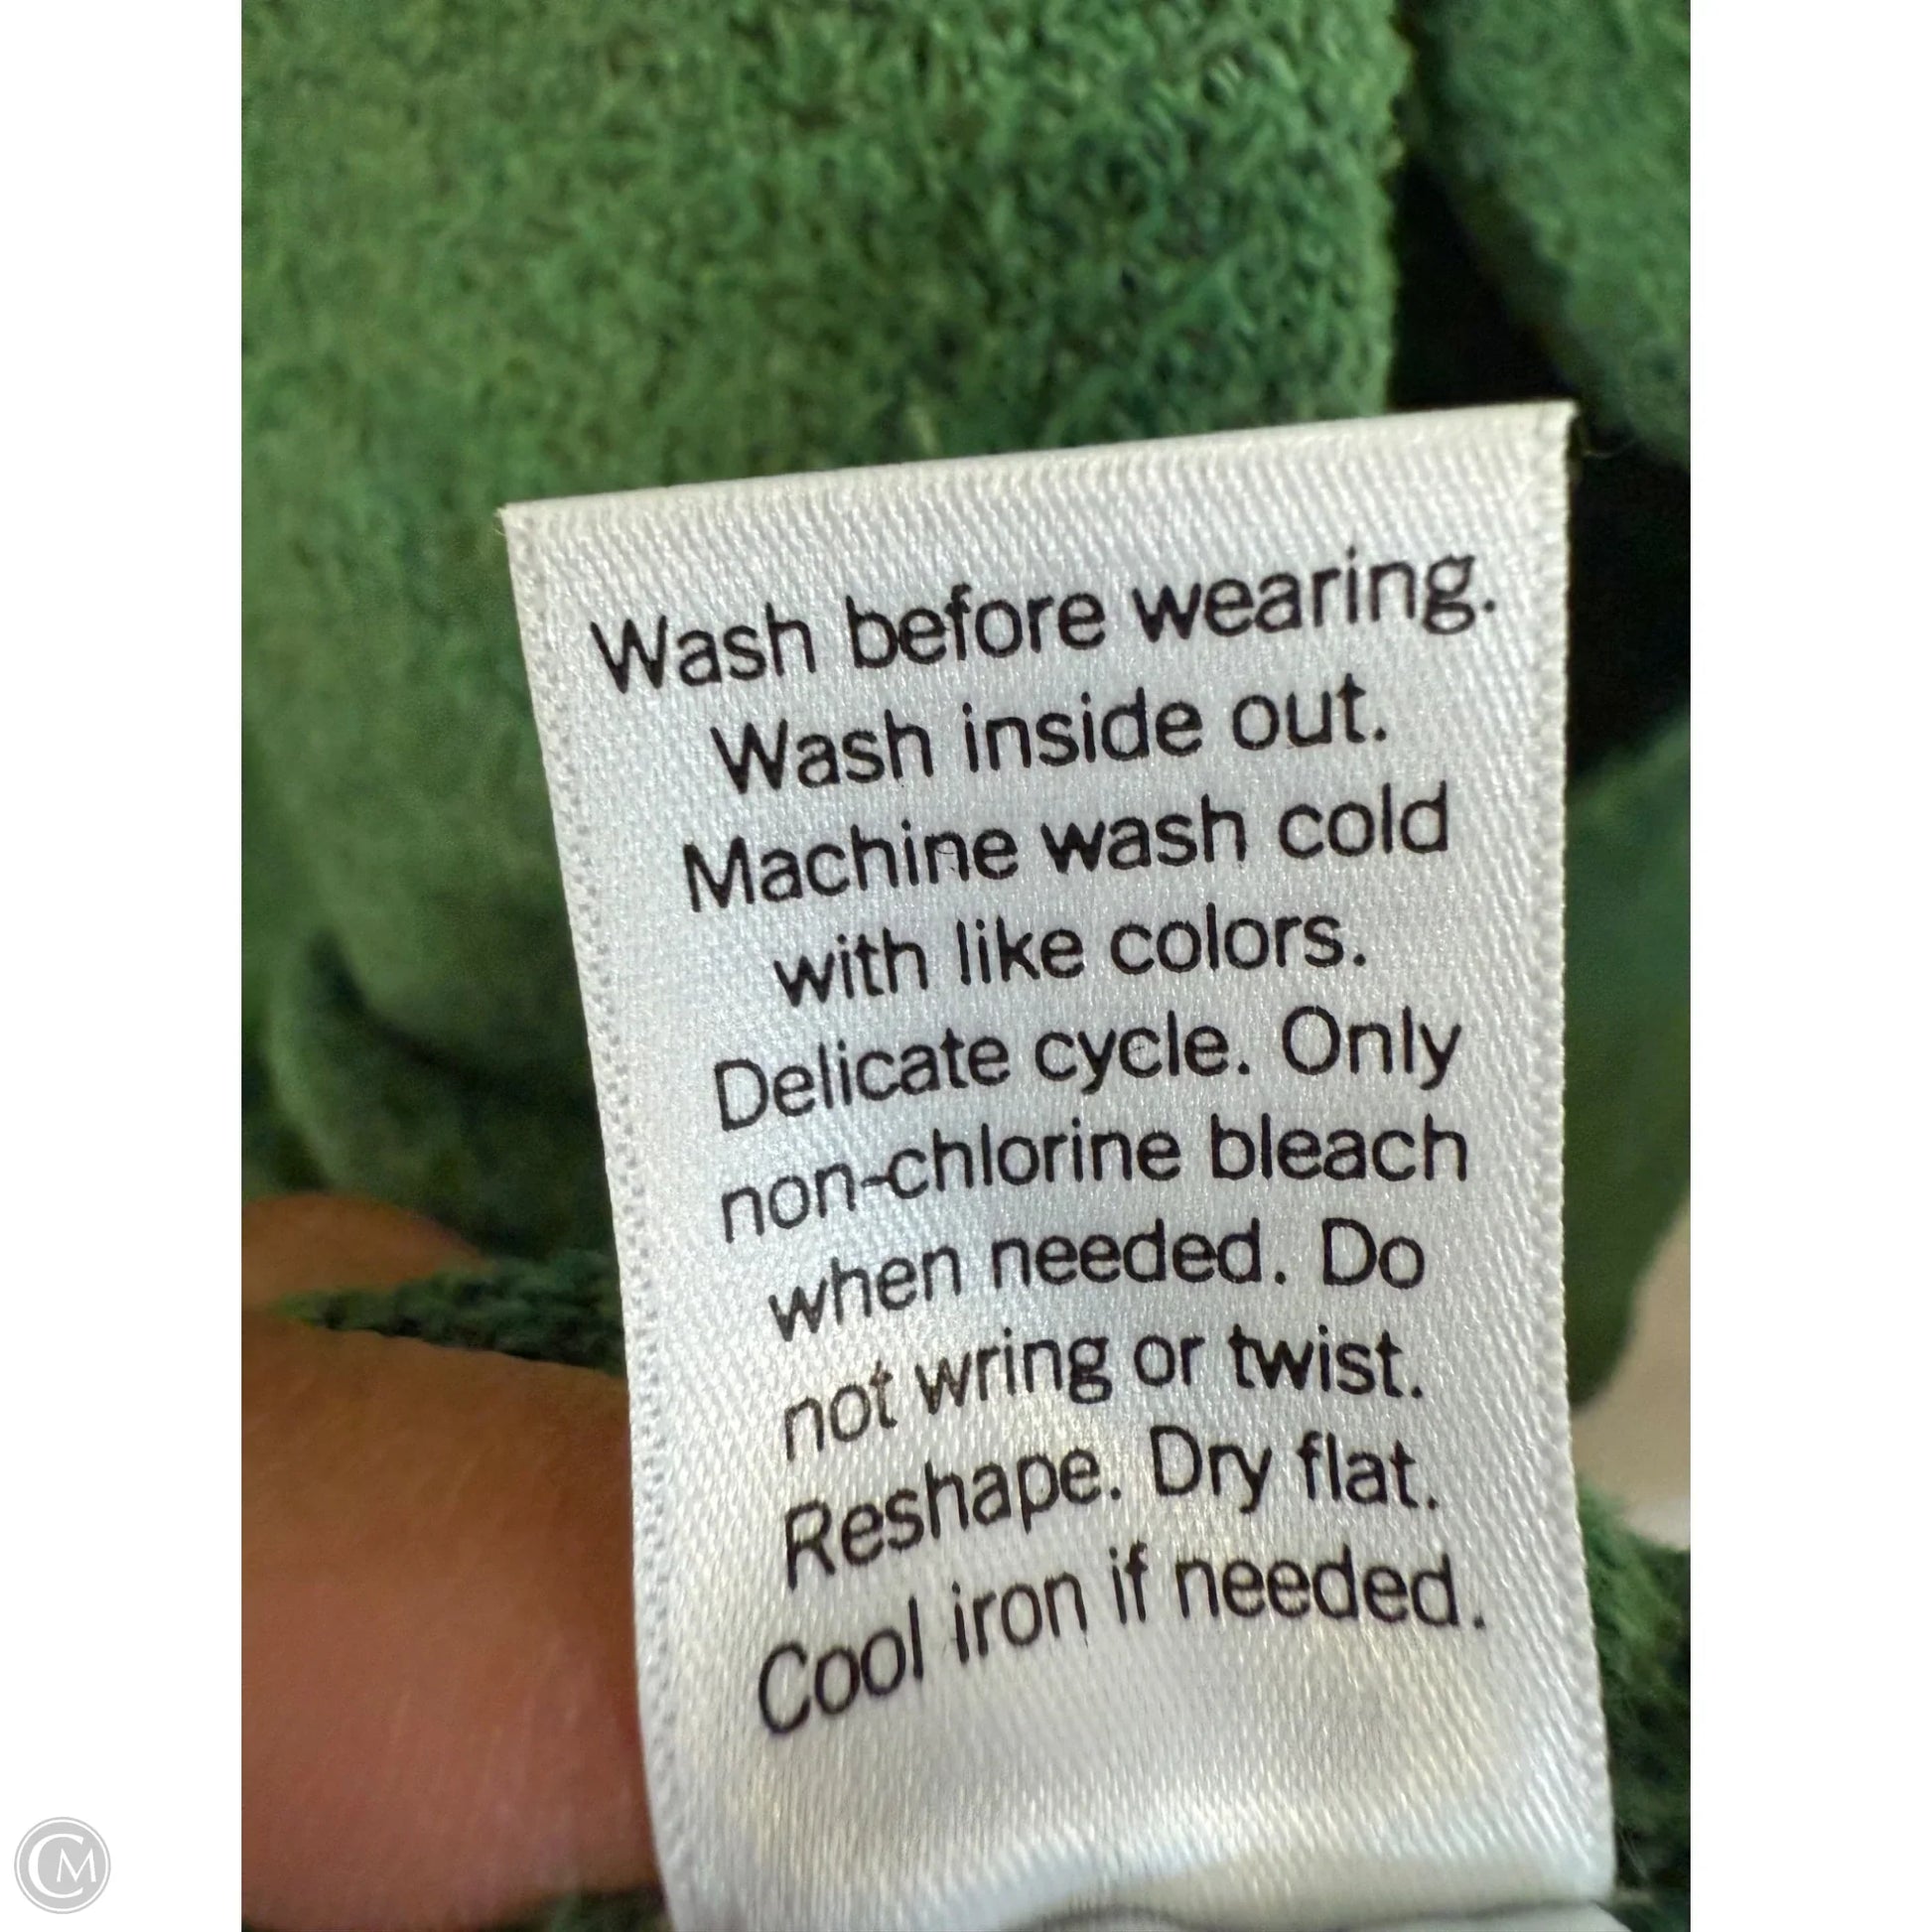 Wash before wearing.
Wash inside out.
Machine wash cold
with like colors.
Delicate cycle. Only
non-chlorine bleach
when needed. Do
not wring or twist.
Reshape. Dry flat.
Cool iron if needed.
CM